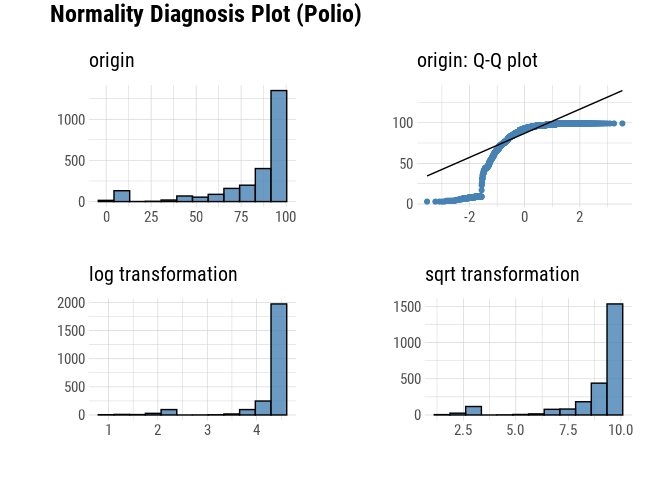 Normality Diagnosis Plot (Polio)
origin
1000
500
0
0 25 50 75 100
origin: Q-Q plot
100
50
0
-2 0 2
log transformation
2000
1500
1000
500
0
1 2 3 4
sqrt transformation
1500
1000
500
0
2.5 5.0 7.5 10.0